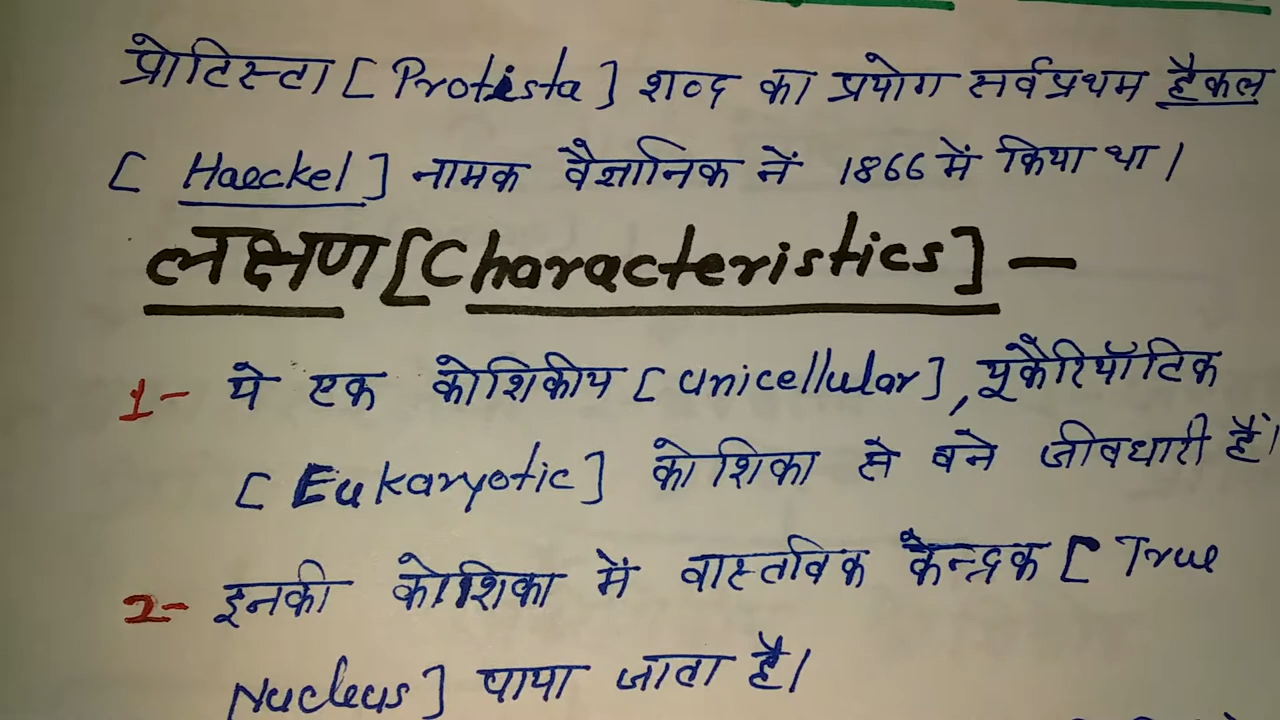 प्रोटिस्टा [Protista] शब्द का प्रयोग सर्वप्रथम हैकल
[Haeckel] नामक वैज्ञानिक नें 1866 में किया था।
लक्षण [Characteristics] —
1- ये एक कोशिकीय [unicellular], यूकैरियॉटिक
[Eukaryotic] कोशिका से बने जीवधारी हैं।
2- इनकी कोशिका में वास्तविक केन्द्रक [True
Nucleus] पाया जाता है।